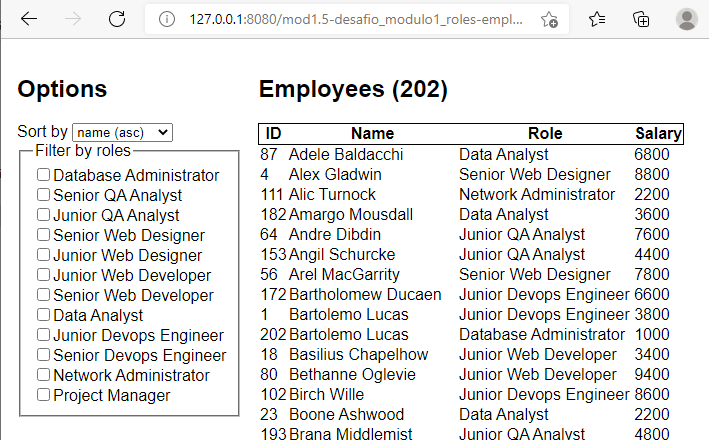 127.0.0.1:8080/mod1.5-desafio_modulo1_roles-empl...
Options
Sort by name (asc)
Filter by roles
Database Administrator
Senior QA Analyst
Junior QA Analyst
Senior Web Designer
Junior Web Designer
Junior Web Developer
Senior Web Developer
Data Analyst
Junior Devops Engineer
Senior Devops Engineer
Network Administrator
Project Manager
Employees (202)
ID Name Role Salary
87 Adele Baldacchi Data Analyst 6800
4 Alex Gladwin Senior Web Designer 8800
111 Alic Turnock Network Administrator 2200
182 Amargo Mousdall Data Analyst 3600
64 Andre Dibdin Junior QA Analyst 7600
153 Angil Schurcke Junior QA Analyst 4400
56 Arel MacGarrity Senior Web Designer 7800
172 Bartholomew Ducaen Junior Devops Engineer 6600
1 Bartolemo Lucas Junior Devops Engineer 3800
202 Bartolemo Lucas Database Administrator 1000
18 Basilius Chapelhow Junior Web Developer 3400
80 Bethanne Oglevie Junior Web Developer 9400
102 Birch Wille Junior Devops Engineer 8600
23 Boone Ashwood Data Analyst 2200
193 Brana Middlemist Junior QA Analyst 4800